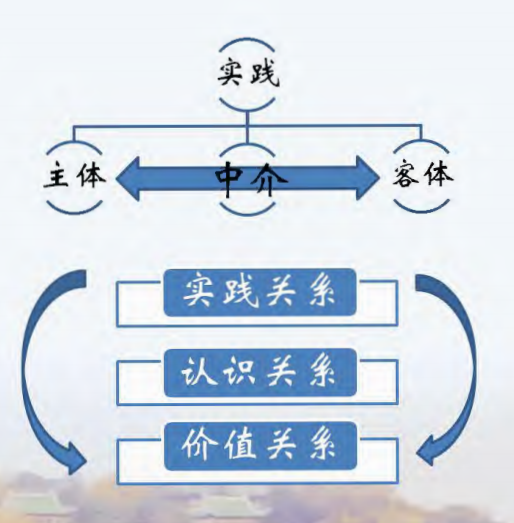 实践
主体 中介 客体
实践关系
认识关系
价值关系